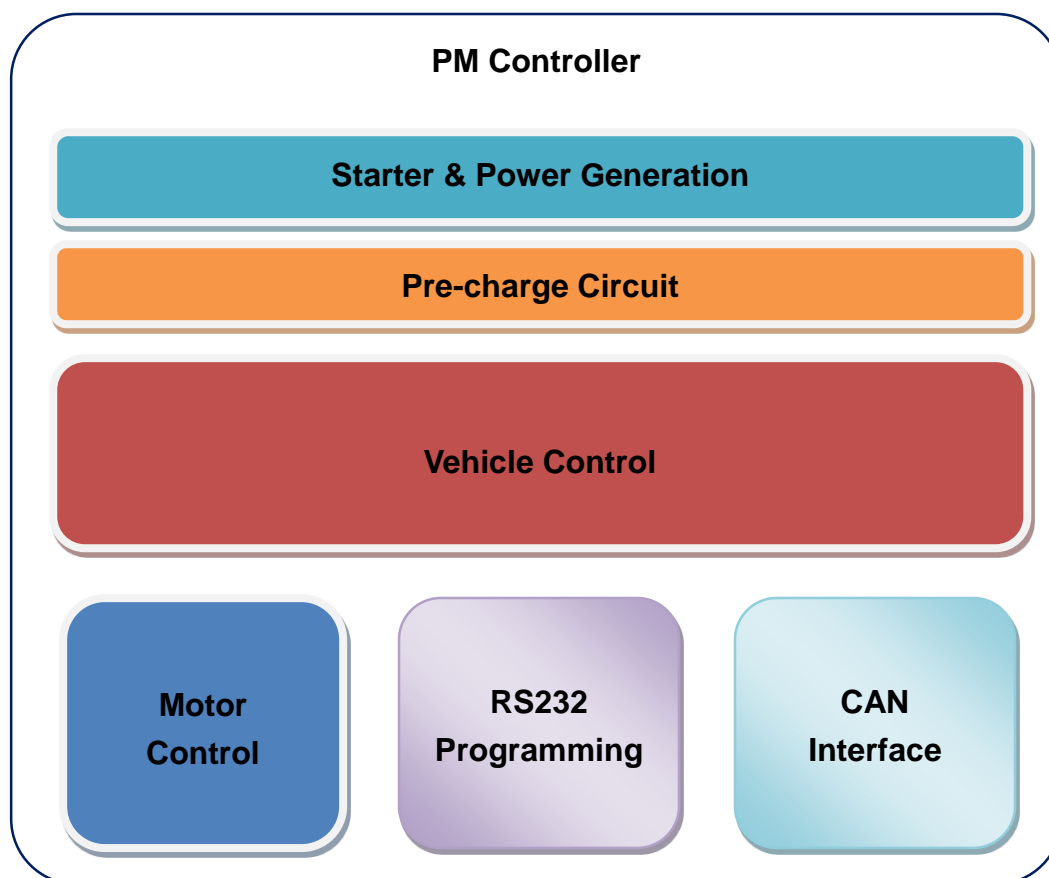 PM Controller
Starter & Power Generation
Pre-charge Circuit
Vehicle Control
Motor
Control
RS232
Programming
CAN
Interface